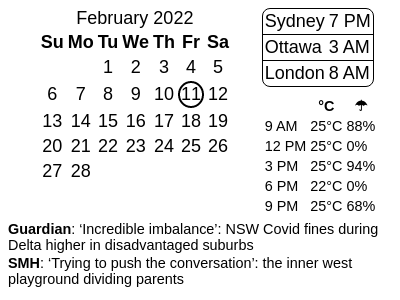 February 2022
Su Mo Tu We Th Fr Sa
1 2 3 4 5
6 7 8 9 10 11 12
13 14 15 16 17 18 19
20 21 22 23 24 25 26
27 28
Sydney 7 PM
Ottawa 3 AM
London 8 AM
°C ☂
9 AM 25°C 88%
12 PM 25°C 0%
3 PM 25°C 94%
6 PM 22°C 0%
9 PM 25°C 68%
Guardian: ‘Incredible imbalance’: NSW Covid fines during
Delta higher in disadvantaged suburbs
SMH: ‘Trying to push the conversation’: the inner west
playground dividing parents